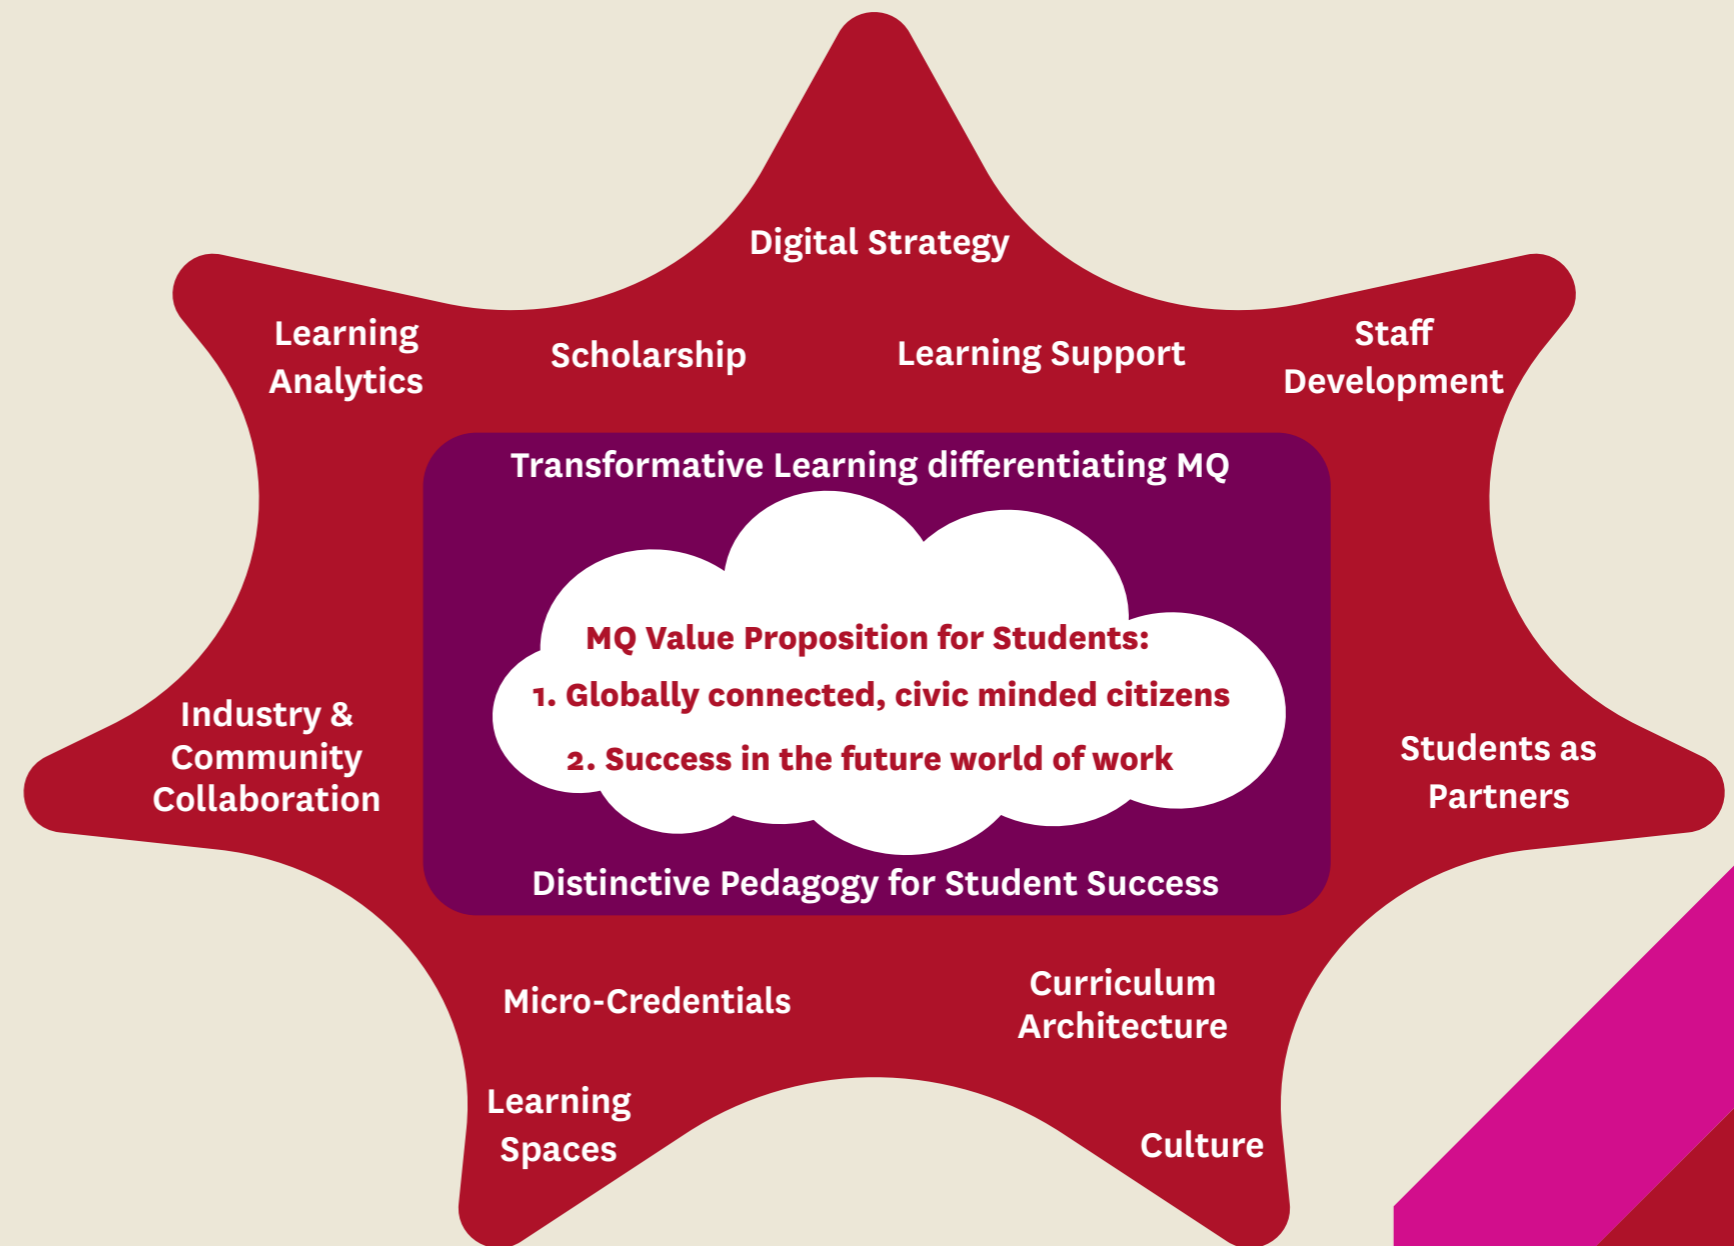 Digital Strategy
Learning
Analytics
Scholarship
Learning Support
Staff
Development
Transformative Learning differentiating MQ
MQ Value Proposition for Students:
1. Globally connected, civic minded citizens
2. Success in the future world of work
Industry &
Community
Collaboration
Students as
Partners
Distinctive Pedagogy for Student Success
Micro-Credentials
Curriculum
Architecture
Learning
Spaces
Culture